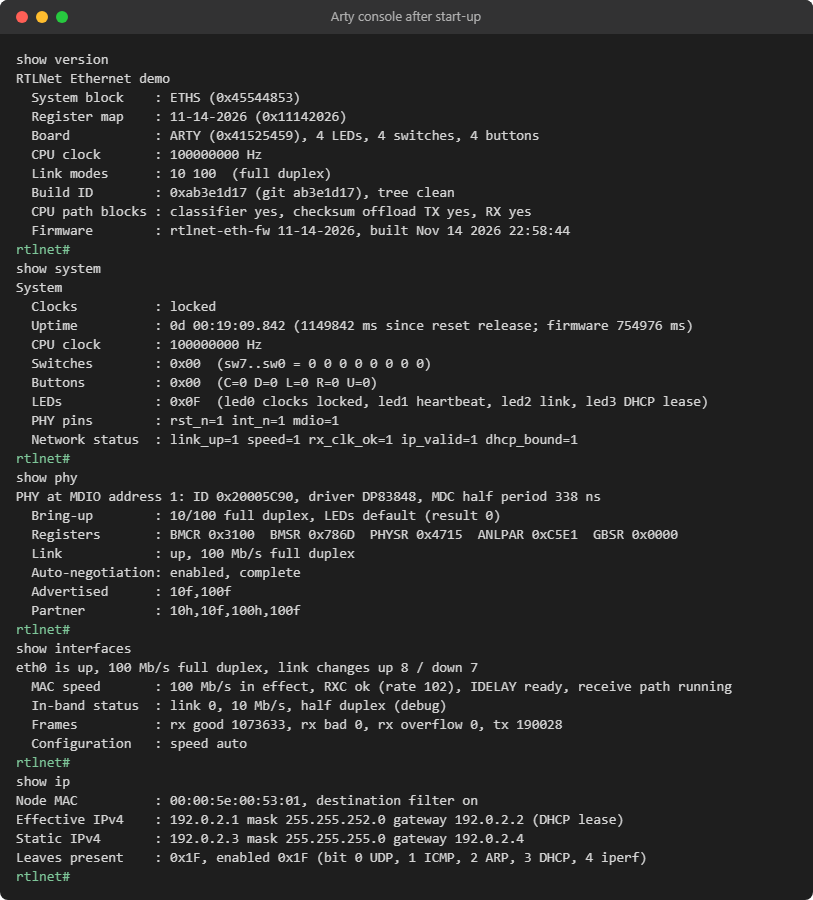 Arty console after start-up
show version
RTLNet Ethernet demo
System block : ETHS (0x45544853)
Register map : 11-14-2026 (0x11142026)
Board : ARTY (0x41525459), 4 LEDs, 4 switches, 4 buttons
CPU clock : 100000000 Hz
Link modes : 10 100 (full duplex)
Build ID : 0xab3e1d17 (git ab3e1d17), tree clean
CPU path blocks : classifier yes, checksum offload TX yes, RX yes
Firmware : rtlnet-eth-fw 11-14-2026, built Nov 14 2026 22:58:44
rtlnet#
show system
System
Clocks : locked
Uptime : 0d 00:19:09.842 (1149842 ms since reset release; firmware 754976 ms)
CPU clock : 100000000 Hz
Switches : 0x00 (sw7..sw0 = 0 0 0 0 0 0 0 0)
Buttons : 0x00 (C=0 D=0 L=0 R=0 U=0)
LEDs : 0x0F (led0 clocks locked, led1 heartbeat, led2 link, led3 DHCP lease)
PHY pins : rst_n=1 int_n=1 mdio=1
Network status : link_up=1 speed=1 rx_clk_ok=1 ip_valid=1 dhcp_bound=1
rtlnet#
show phy
PHY at MDIO address 1: ID 0x20005C90, driver DP83848, MDC half period 338 ns
Bring-up : 10/100 full duplex, LEDs default (result 0)
Registers : BMCR 0x3100 BMSR 0x786D PHYSR 0x4715 ANLPAR 0xC5E1 GBSR 0x0000
Link : up, 100 Mb/s full duplex
Auto-negotiation: enabled, complete
Advertised : 10f,100f
Partner : 10h,10f,100h,100f
rtlnet#
show interfaces
eth0 is up, 100 Mb/s full duplex, link changes up 8 / down 7
MAC speed : 100 Mb/s in effect, RXC ok (rate 102), IDELAY ready, receive path running
In-band status : link 0, 10 Mb/s, half duplex (debug)
Frames : rx good 1073633, rx bad 0, rx overflow 0, tx 190028
Configuration : speed auto
rtlnet#
show ip
Node MAC : 00:00:5e:00:53:01, destination filter on
Effective IPv4 : 192.0.2.1 mask 255.255.252.0 gateway 192.0.2.2 (DHCP lease)
Static IPv4 : 192.0.2.3 mask 255.255.255.0 gateway 192.0.2.4
Leaves present : 0x1F, enabled 0x1F (bit 0 UDP, 1 ICMP, 2 ARP, 3 DHCP, 4 iperf)
rtlnet#